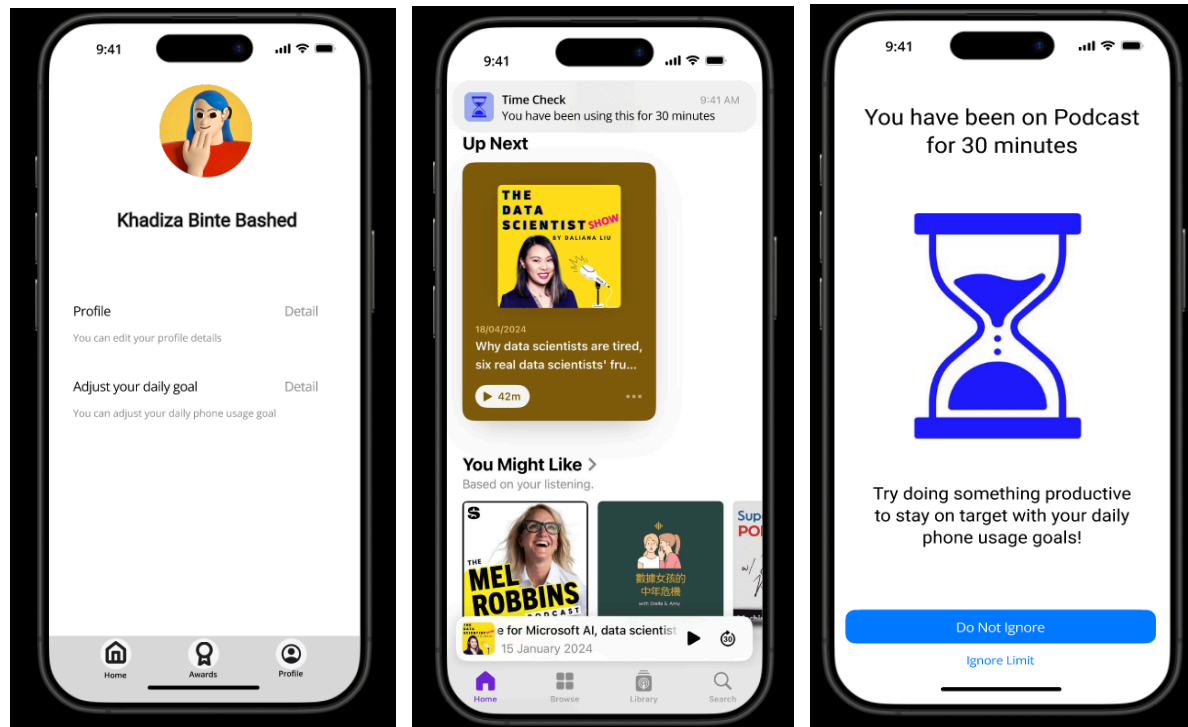 9:41
Khadiza Binte Bashed
Profile
Detail
You can edit your profile details
Adjust your daily goal
Detail
You can adjust your daily phone usage goal
Home
Awards
Profile
9:41
Time Check
9:41 AM
You have been using this for 30 minutes
Up Next
THE
DATA
SCIENTIST SHOW
BY DALIANA LIU
18/04/2024
Why data scientists are tired,
six real data scientists' fru...
42m
You Might Like
Based on your listening.
THE
MEL
ROBBINS
PODCAST
數據女孩的
中年危機
with Dada & Amy
Sup
PO
w/
e for Microsoft AI, data scientist
15 January 2024
30
Home
Browse
Library
Search
9:41
You have been on Podcast
for 30 minutes
Try doing something productive
to stay on target with your daily
phone usage goals!
Do Not Ignore
Ignore Limit